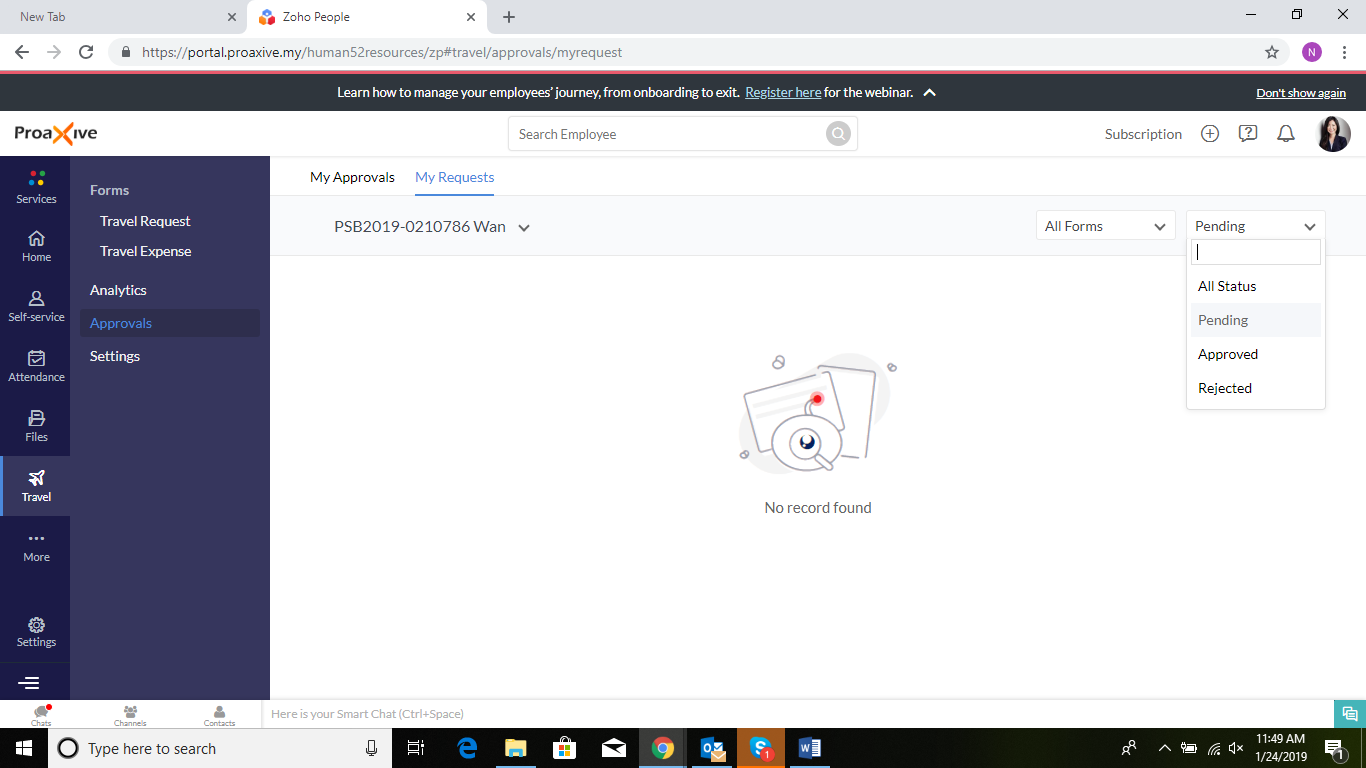 New Tab
Zoho People
https://portal.proaxive.my/human52resources/zp#travel/approvals/myrequest
N
Learn how to manage your employees' journey, from onboarding to exit. Register here for the webinar.
Don't show again
ProaXive
Search Employee
Subscription
Services
Home
Self-service
Attendance
Files
Travel
More
Settings
Forms
Travel Request
Travel Expense
Analytics
Approvals
Settings
My Approvals
My Requests
PSB2019-0210786 Wan
All Forms
Pending
All Status
Pending
Approved
Rejected
No record found
Chats
Channels
Contacts
Here is your Smart Chat (Ctrl+Space)
Type here to search
1
11:49 AM
1/24/2019
1